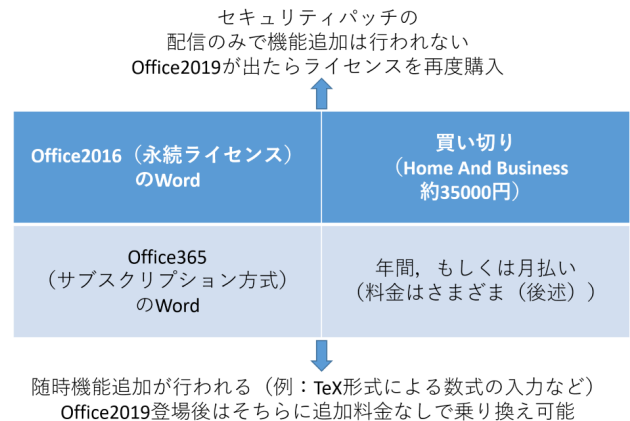 セキュリティパッチの
配信のみで機能追加は行われない
Office2019が出たらライセンスを再度購入
Office2016（永続ライセンス）
のWord
買い切り
（Home And Business
約35000円）
Office365
（サブスクリプション方式）
のWord
年間，もしくは月払い
（料金はさまざま（後述））
随時機能追加が行われる（例：TeX形式による数式の入力など）
Office2019登場後はそちらに追加料金なしで乗り換え可能